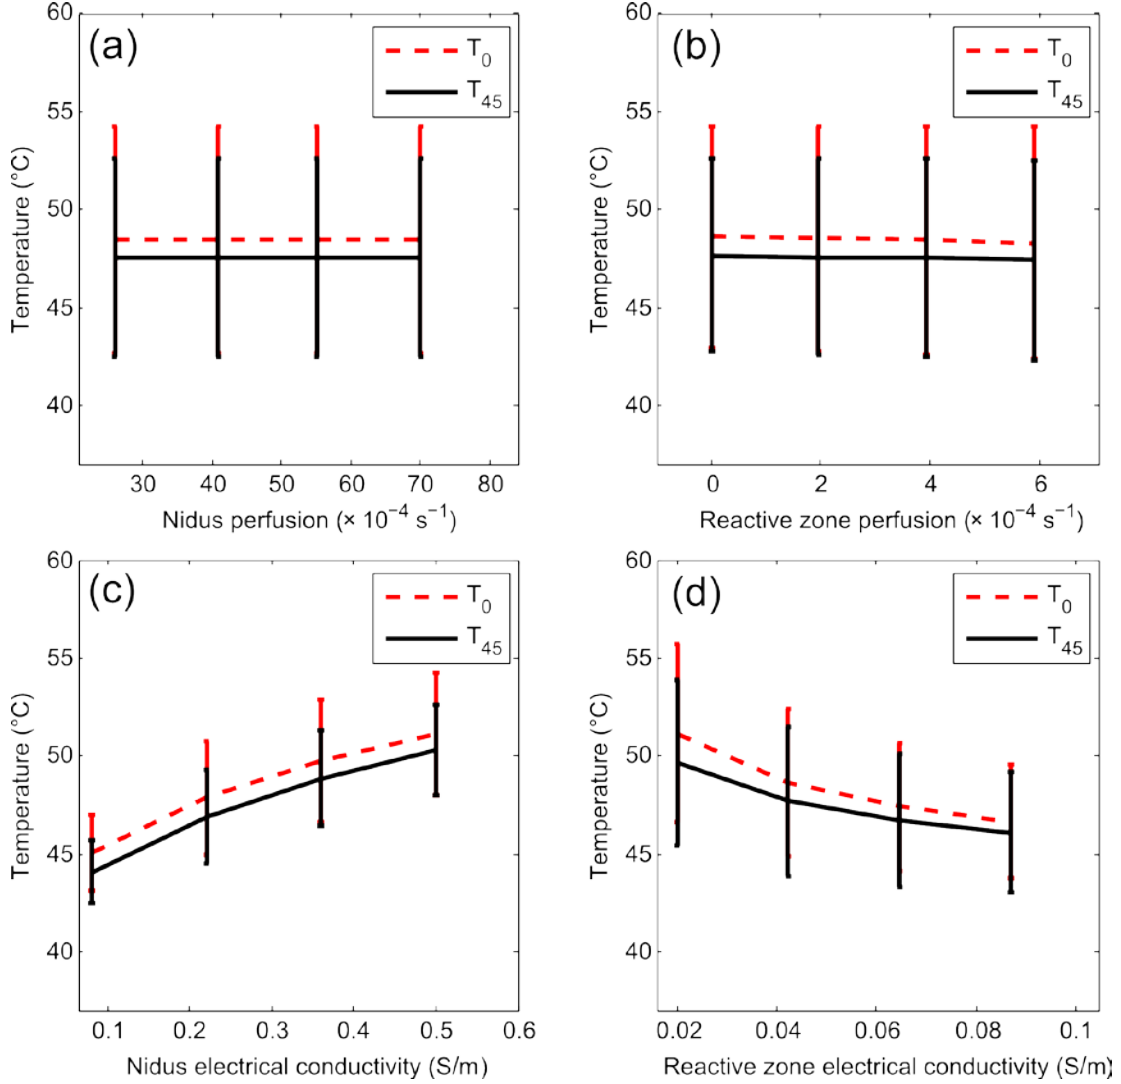 (a)
T0
T45
60
55
50
45
40
Temperature (°C)
30 40 50 60 70 80
Nidus perfusion (× 10⁻⁴ s⁻¹)
(b)
T0
T45
60
55
50
45
40
Temperature (°C)
0 2 4 6
Reactive zone perfusion (× 10⁻⁴ s⁻¹)
(c)
T0
T45
60
55
50
45
40
Temperature (°C)
0.1 0.2 0.3 0.4 0.5 0.6
Nidus electrical conductivity (S/m)
(d)
T0
T45
60
55
50
45
40
Temperature (°C)
0.02 0.04 0.06 0.08 0.1
Reactive zone electrical conductivity (S/m)